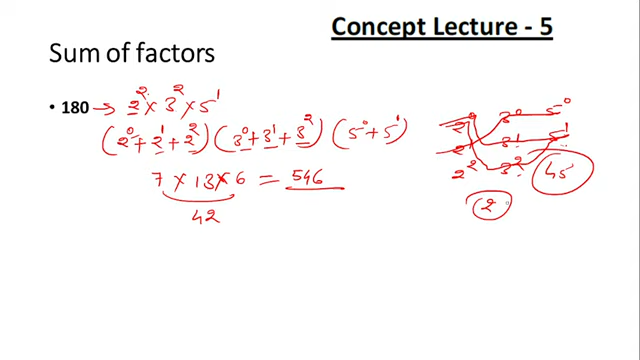 Concept Lecture - 5
Sum of factors
• 180 → 2² × 3² × 5¹
(2⁰ + 2¹ + 2²) (3⁰ + 3¹ + 3²) (5⁰ + 5¹)
7 × 13 × 6 = 546
42
2⁰ 3⁰ 5⁰
2¹ 3¹ 5¹
2² 3² 45
2